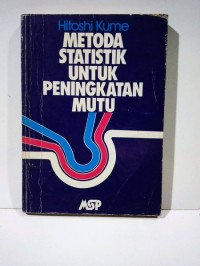 Hitoshi Kume
METODA
STATISTIK
UNTUK
PENINGKATAN
MUTU
MSP